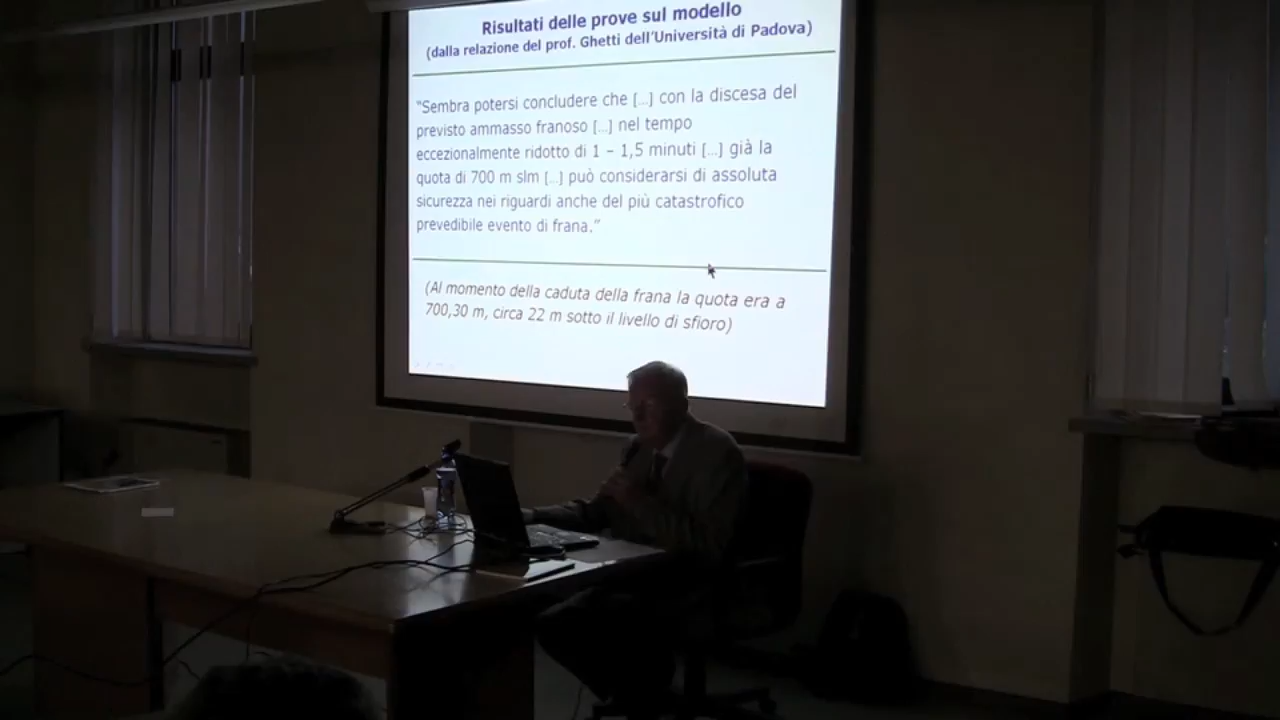 Risultati delle prove sul modello
(dalla relazione del prof. Ghetti dell'Università di Padova)
"Sembra potersi concludere che [...] con la discesa del
previsto ammasso franoso [...] nel tempo
eccezionalmente ridotto di 1 – 1,5 minuti [...] già la
quota di 700 m slm [...] può considerarsi di assoluta
sicurezza nei riguardi anche del più catastrofico
prevedibile evento di frana."
(Al momento della caduta della frana la quota era a
700,30 m, circa 22 m sotto il livello di sfioro)